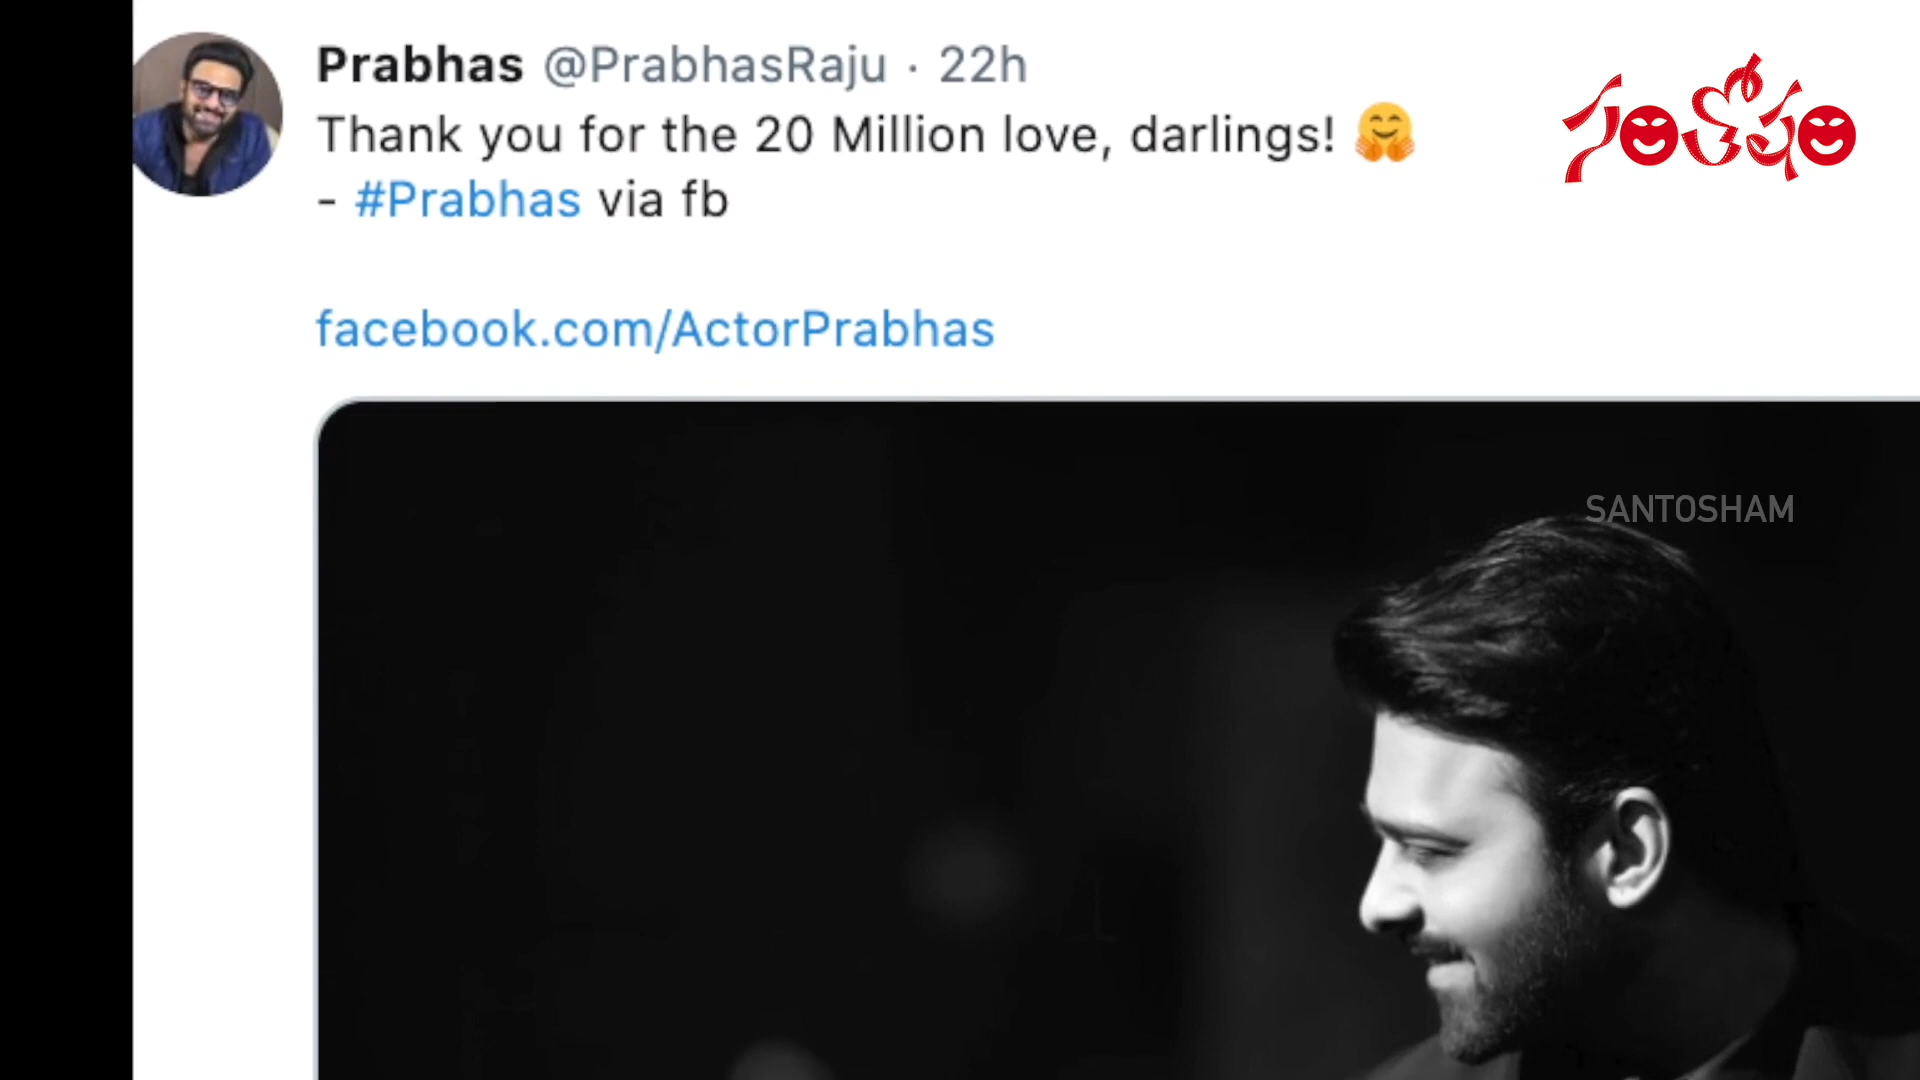 Prabhas @PrabhasRaju · 22h
Thank you for the 20 Million love, darlings! 🤗
- #Prabhas via fb
facebook.com/ActorPrabhas
సంతోషం
SANTOSHAM